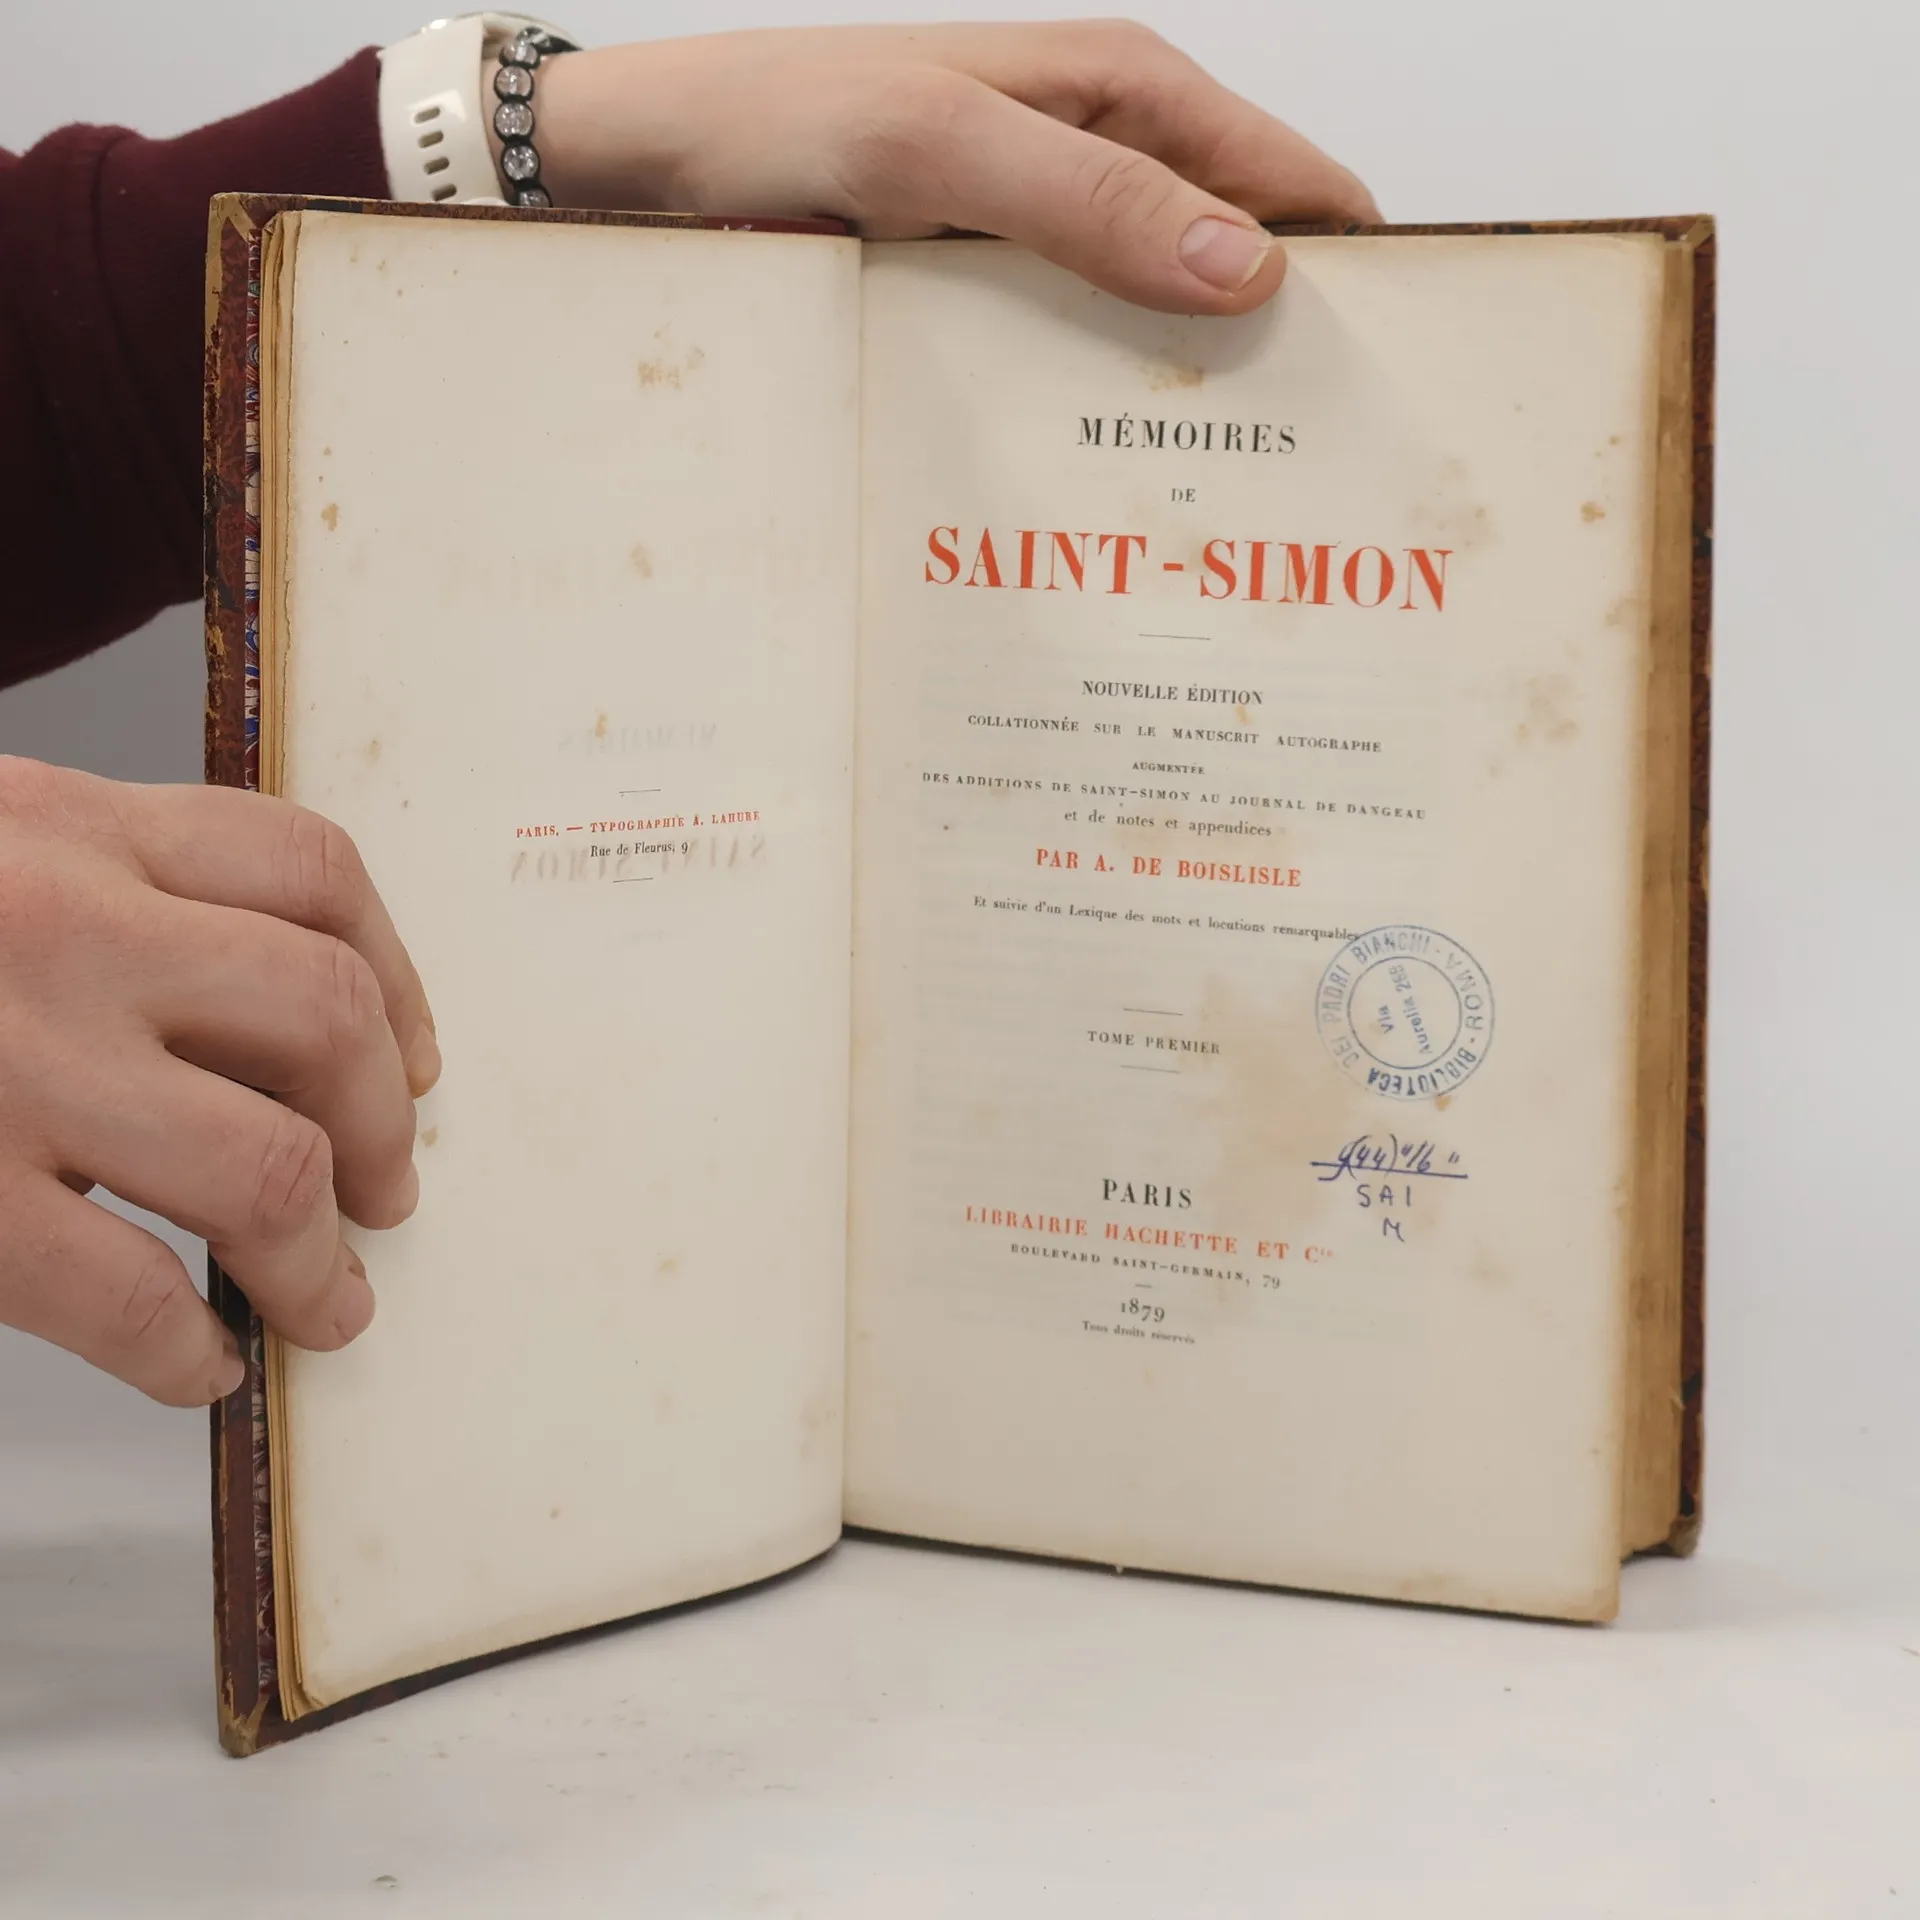 PARIS. — TYPOGRAPHIE A. LAHURE
Rue de Fleurus, 9
MÉMOIRES
DE
SAINT-SIMON
NOUVELLE ÉDITION
COLLATIONNÉE SUR LE MANUSCRIT AUTOGRAPHE
AUGMENTÉE
DES ADDITIONS DE SAINT-SIMON AU JOURNAL DE DANGEAU
et de notes et appendices
PAR A. DE BOISLISLE
Et suivie d'un Lexique des mots et locutions remarquables
BIBLIOTECA DEI PADRI BIANCHI - ROMA
Via
Aurelia 269
TOME PREMIER
SAI
M
PARIS
LIBRAIRIE HACHETTE ET Cie
BOULEVARD SAINT-GERMAIN, 79
1879
Tous droits réservés